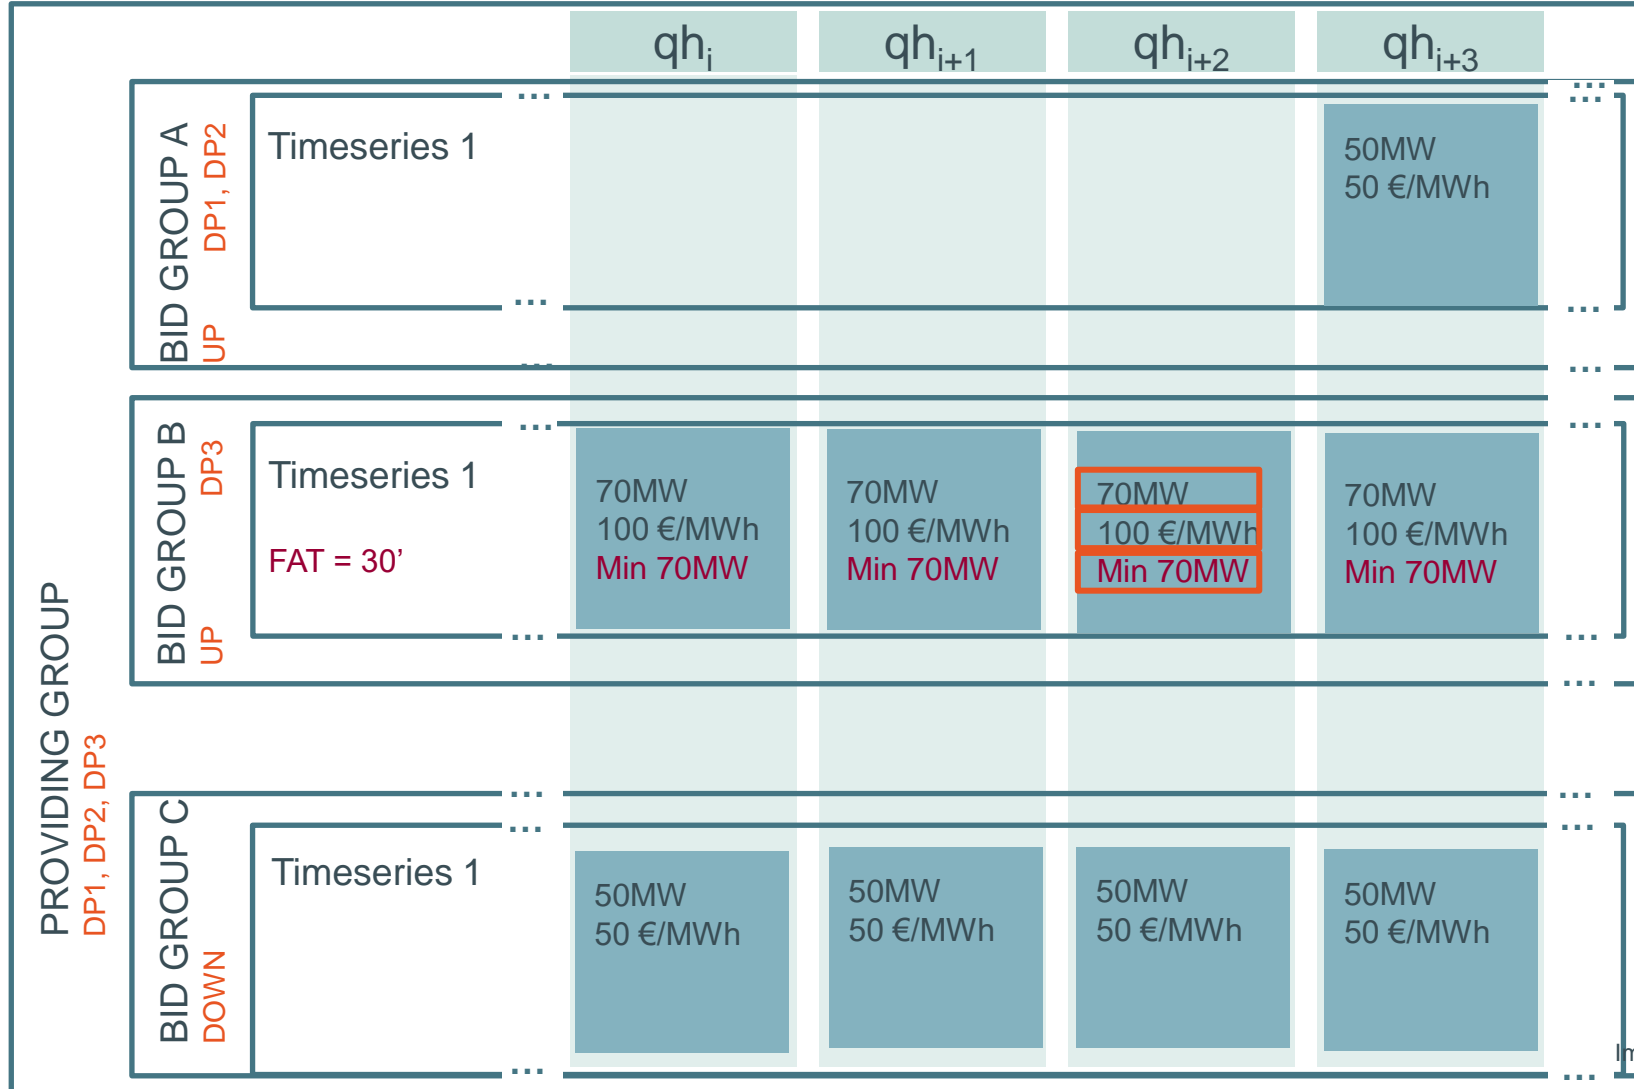 qhi
qhi+1
qhi+2
qhi+3
PROVIDING GROUP
DP1, DP2, DP3
BID GROUP A
DP1, DP2
UP
Timeseries 1
...
...
...
...
...
...
...
...
50MW
50 €/MWh
BID GROUP B
DP3
UP
Timeseries 1
FAT = 30’
...
...
...
...
...
70MW
100 €/MWh
Min 70MW
70MW
100 €/MWh
Min 70MW
70MW
100 €/MWh
Min 70MW
70MW
100 €/MWh
Min 70MW
BID GROUP C
DOWN
Timeseries 1
...
...
...
...
...
...
50MW
50 €/MWh
50MW
50 €/MWh
50MW
50 €/MWh
50MW
50 €/MWh